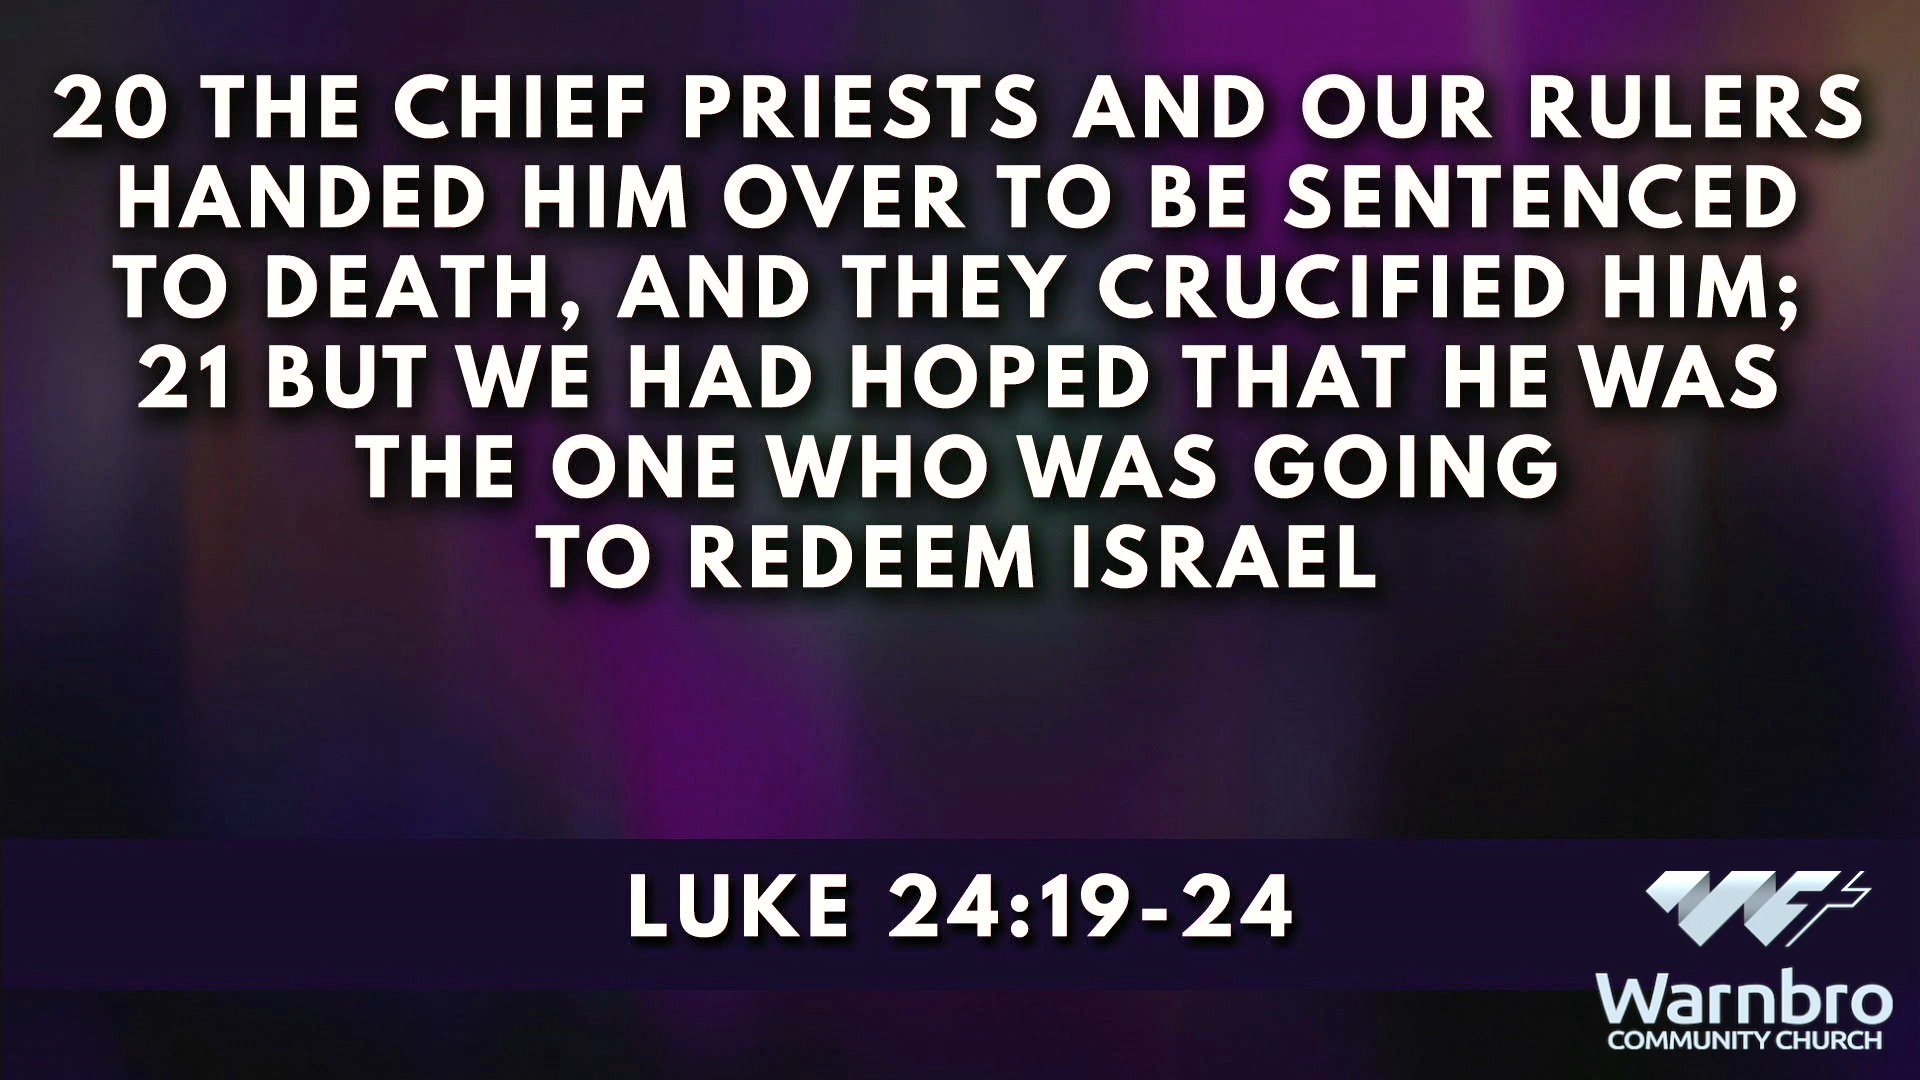 20 THE CHIEF PRIESTS AND OUR RULERS
HANDED HIM OVER TO BE SENTENCED
TO DEATH, AND THEY CRUCIFIED HIM;
21 BUT WE HAD HOPED THAT HE WAS
THE ONE WHO WAS GOING
TO REDEEM ISRAEL
LUKE 24:19-24
Warnbro
COMMUNITY CHURCH